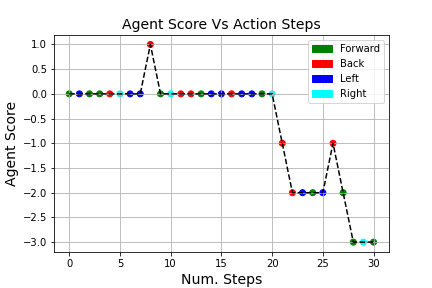 Agent Score Vs Action Steps
1.0
0.5
0.0
−0.5
−1.0
−1.5
−2.0
−2.5
−3.0
Agent Score
Forward
Back
Left
Right
0 5 10 15 20 25 30
Num. Steps